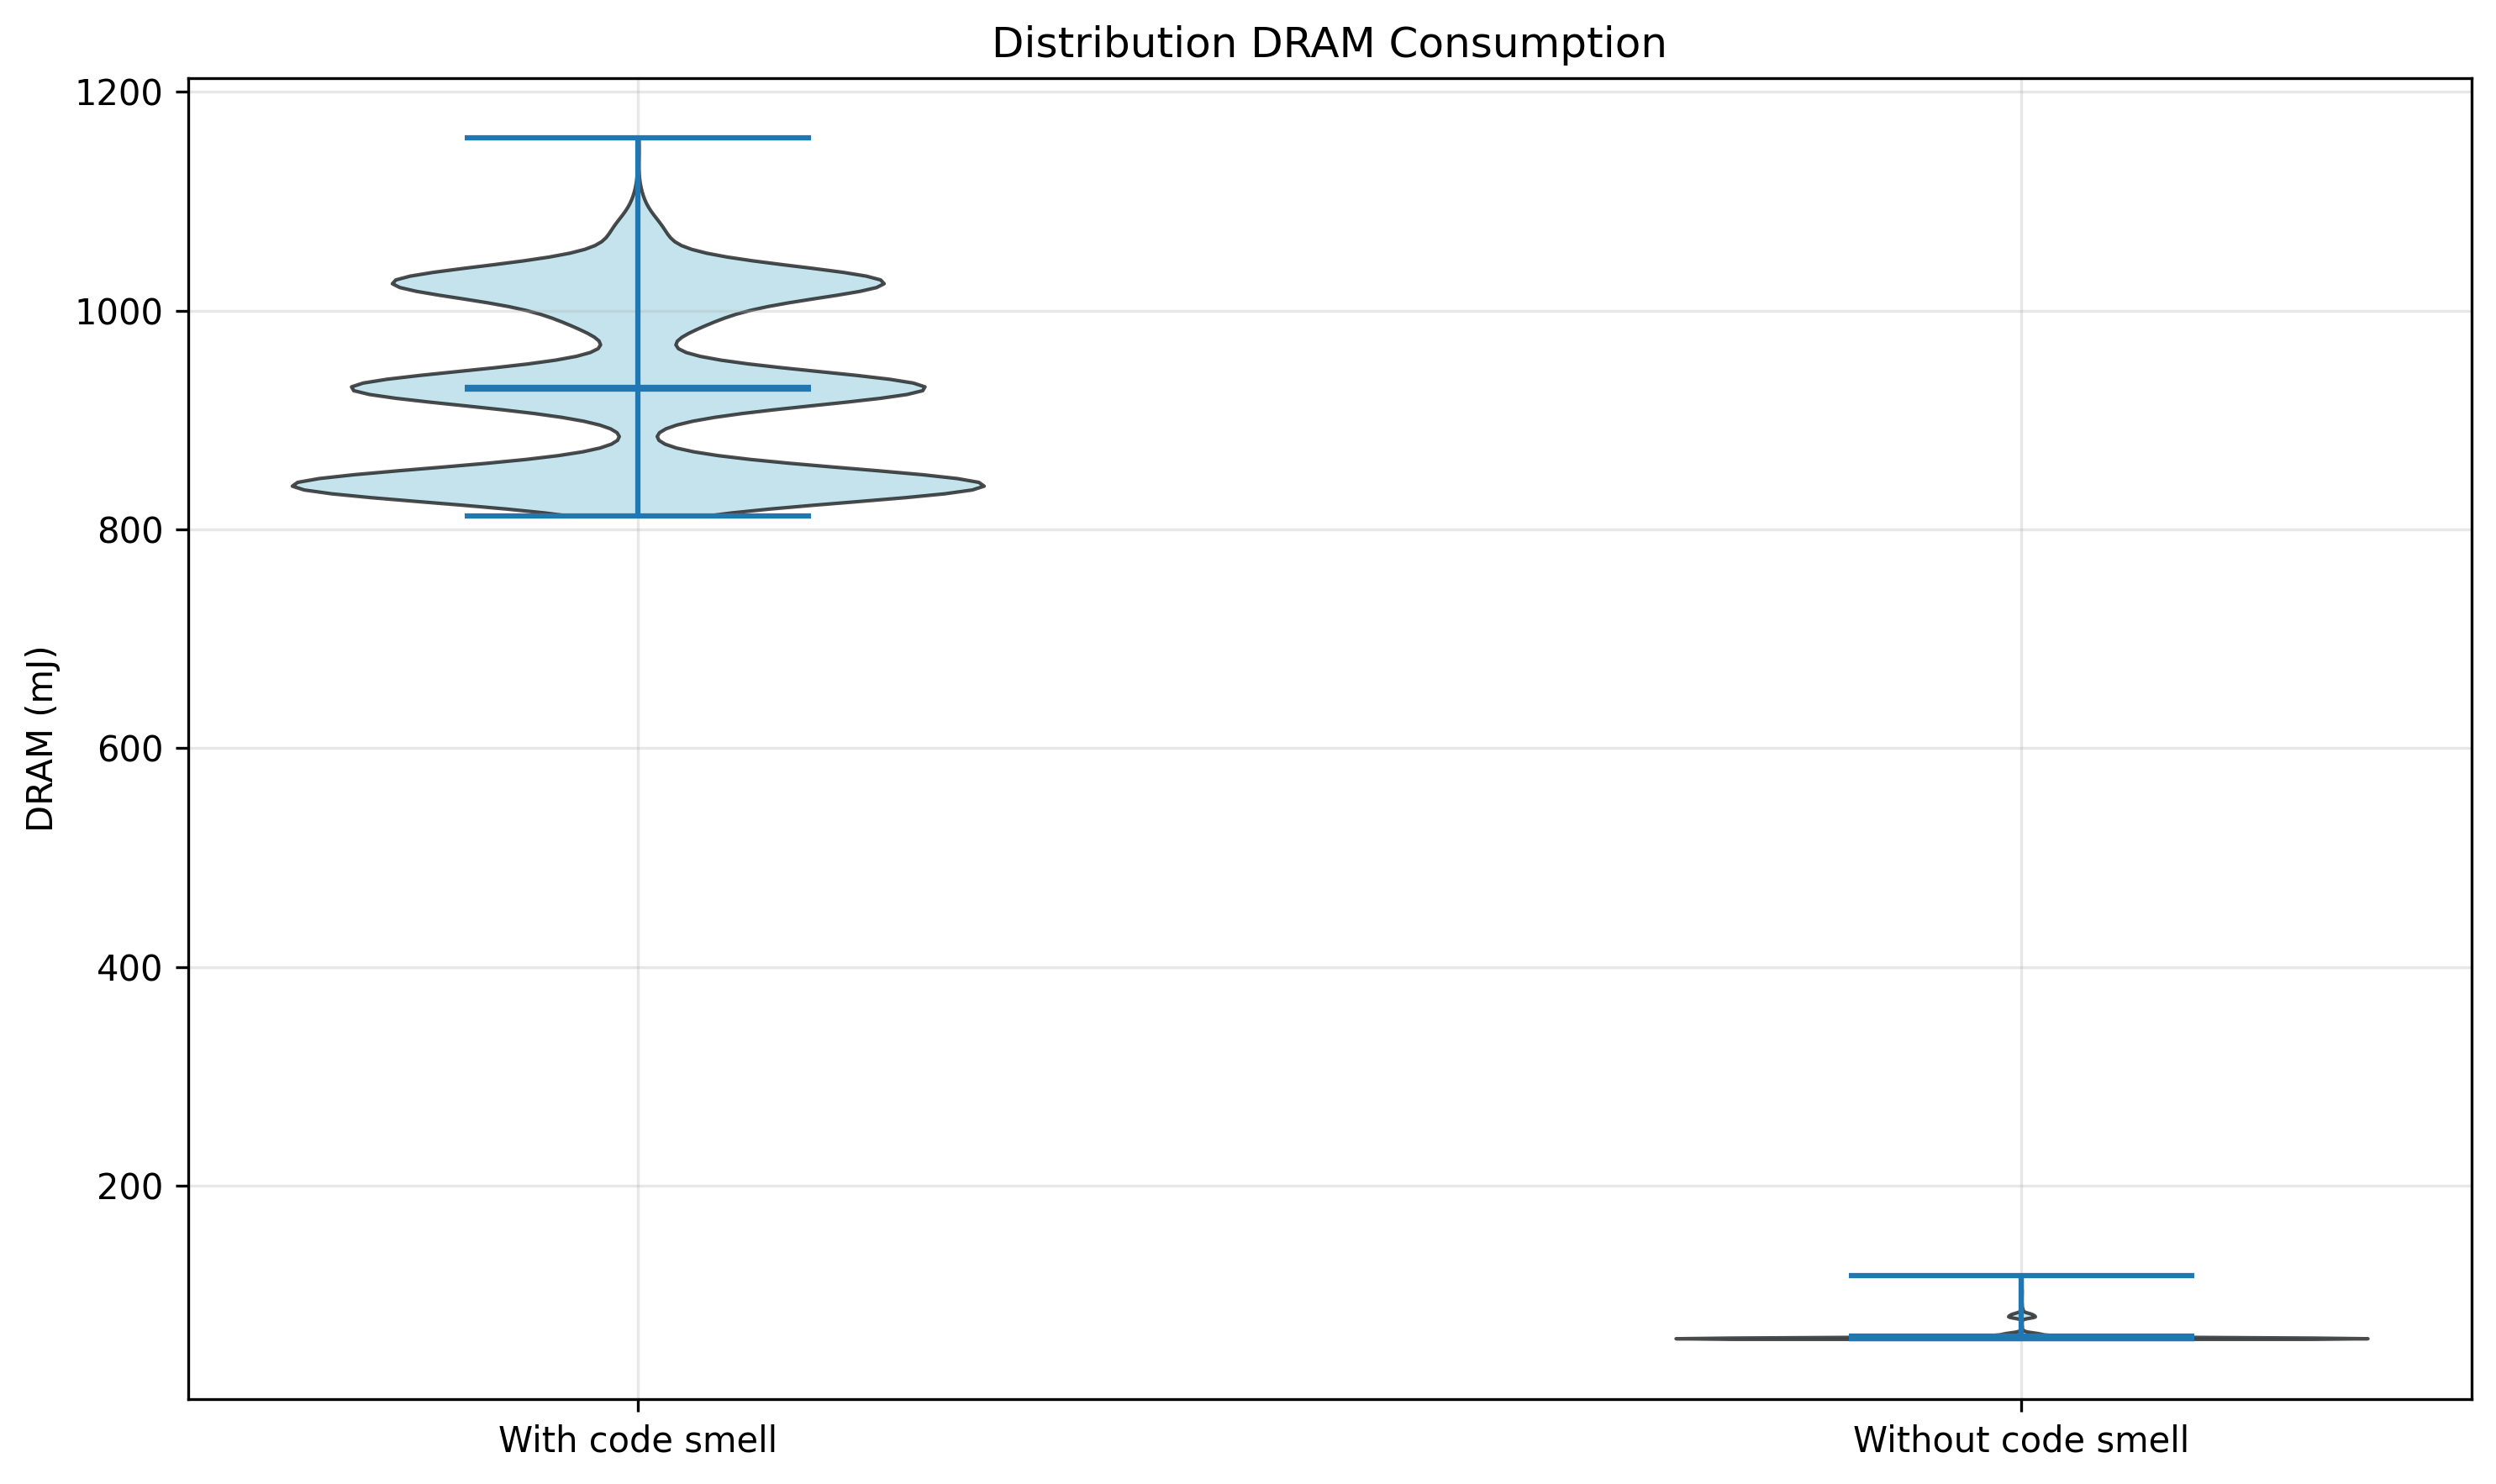 Distribution DRAM Consumption
1200
1000
800
600
400
200
DRAM (mJ)
With code smell
Without code smell